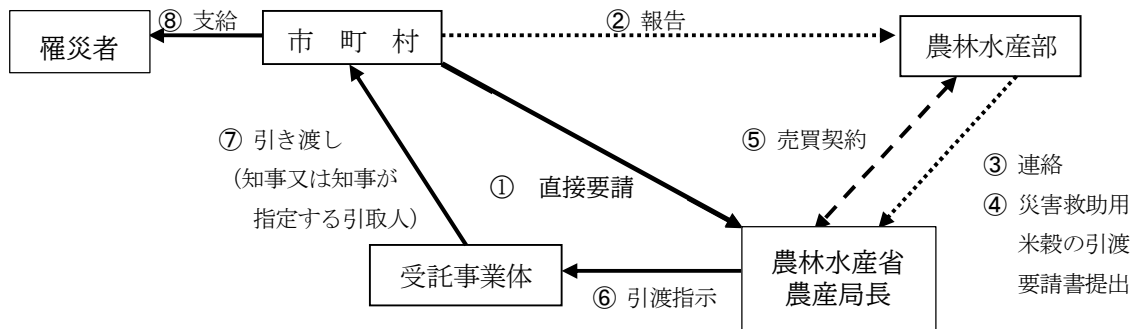 ⑧ 支給
② 報告
罹災者
市 町 村
農林水産部
⑦ 引き渡し
(知事又は知事が
指定する引取人)
① 直接要請
⑤ 売買契約
③ 連絡
④ 災害救助用
米穀の引渡
要請書提出
受託事業体
⑥ 引渡指示
農林水産省
農産局長